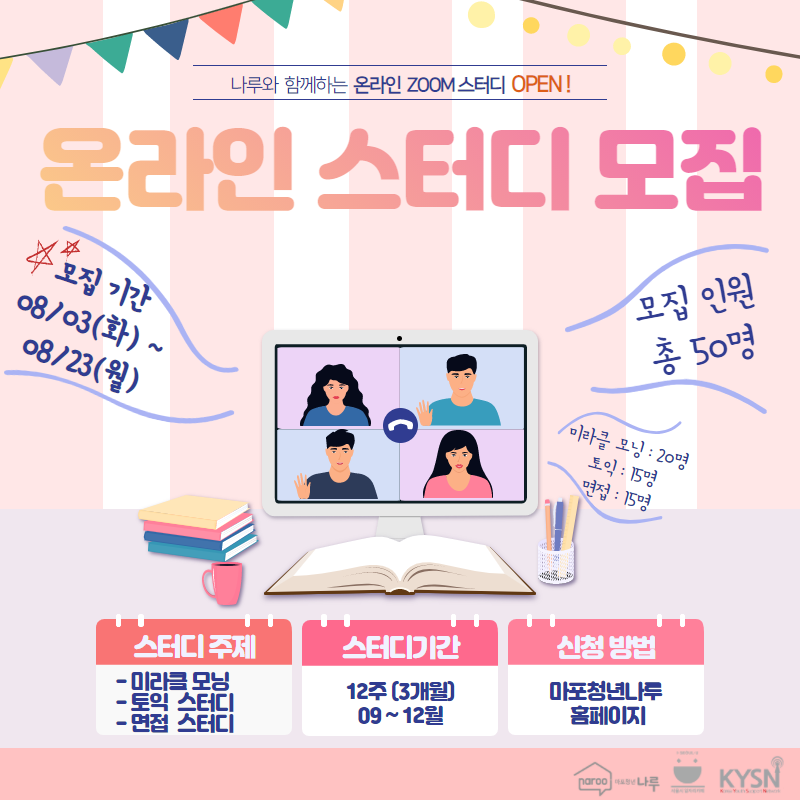 나루와 함께하는 온라인 ZOOM 스터디 OPEN !
온라인 스터디 모집
모집 기간
08/03(화) ~
08/23(월)
모집 인원
총 50명
미라클 모닝 : 20명
토익 : 15명
면접 : 15명
스터디 주제
- 미라클 모닝
- 토익 스터디
- 면접 스터디
스터디기간
12주 (3개월)
09 ~ 12월
신청 방법
마포청년나루
홈페이지
naroo 마포청년 나루
KYSN